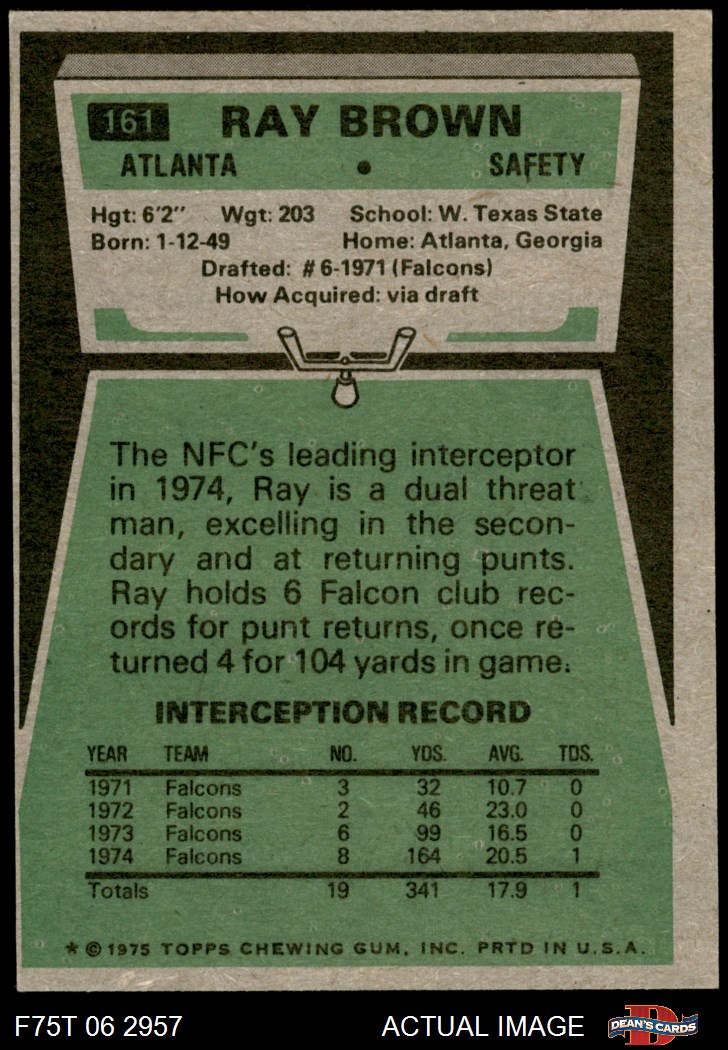 161 RAY BROWN
ATLANTA • SAFETY
Hgt: 6'2" Wgt: 203 School: W. Texas State
Born: 1-12-49 Home: Atlanta, Georgia
Drafted: #6-1971 (Falcons)
How Acquired: via draft
The NFC's leading interceptor
in 1974, Ray is a dual threat
man, excelling in the secon-
dary and at returning punts.
Ray holds 6 Falcon club rec-
ords for punt returns, once re-
turned 4 for 104 yards in game.
INTERCEPTION RECORD
YEAR TEAM NO. YDS. AVG. TDS.
1971 Falcons 3 32 10.7 0
1972 Falcons 2 46 23.0 0
1973 Falcons 6 99 16.5 0
1974 Falcons 8 164 20.5 1
Totals 19 341 17.9 1
* © 1975 TOPPS CHEWING GUM, INC. PRTD IN U.S.A.
F75T 06 2957 ACTUAL IMAGE DEAN'S CARDS